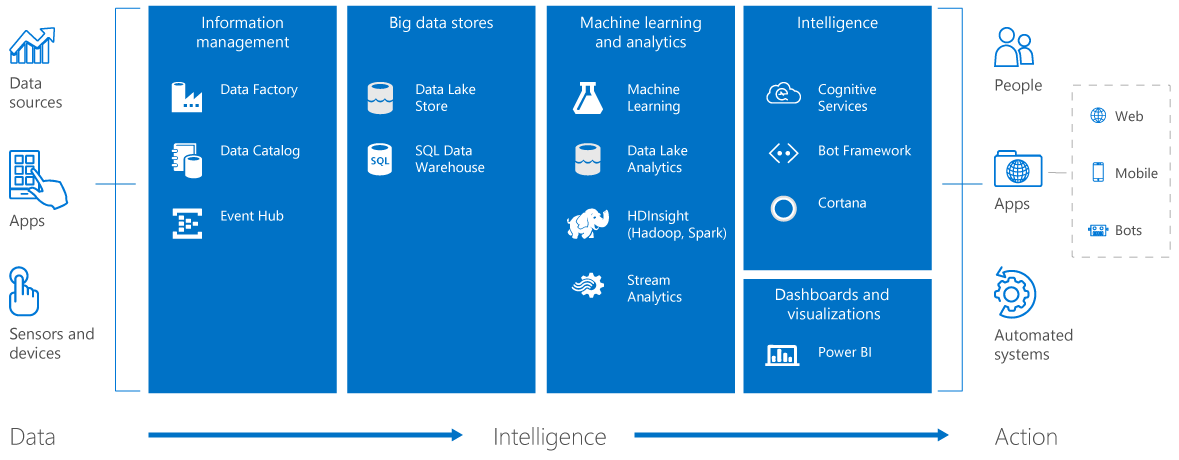 Data
sources
Apps
Sensors and
devices
Information
management
Data Factory
Data Catalog
Event Hub
Big data stores
Data Lake
Store
SQL
SQL Data
Warehouse
Machine learning
and analytics
Machine
Learning
Data Lake
Analytics
HDInsight
(Hadoop, Spark)
Stream
Analytics
Intelligence
Cognitive
Services
Bot Framework
Cortana
Dashboards and
visualizations
Power BI
People
Apps
Web
Mobile
Bots
Automated
systems
Data
Intelligence
Action